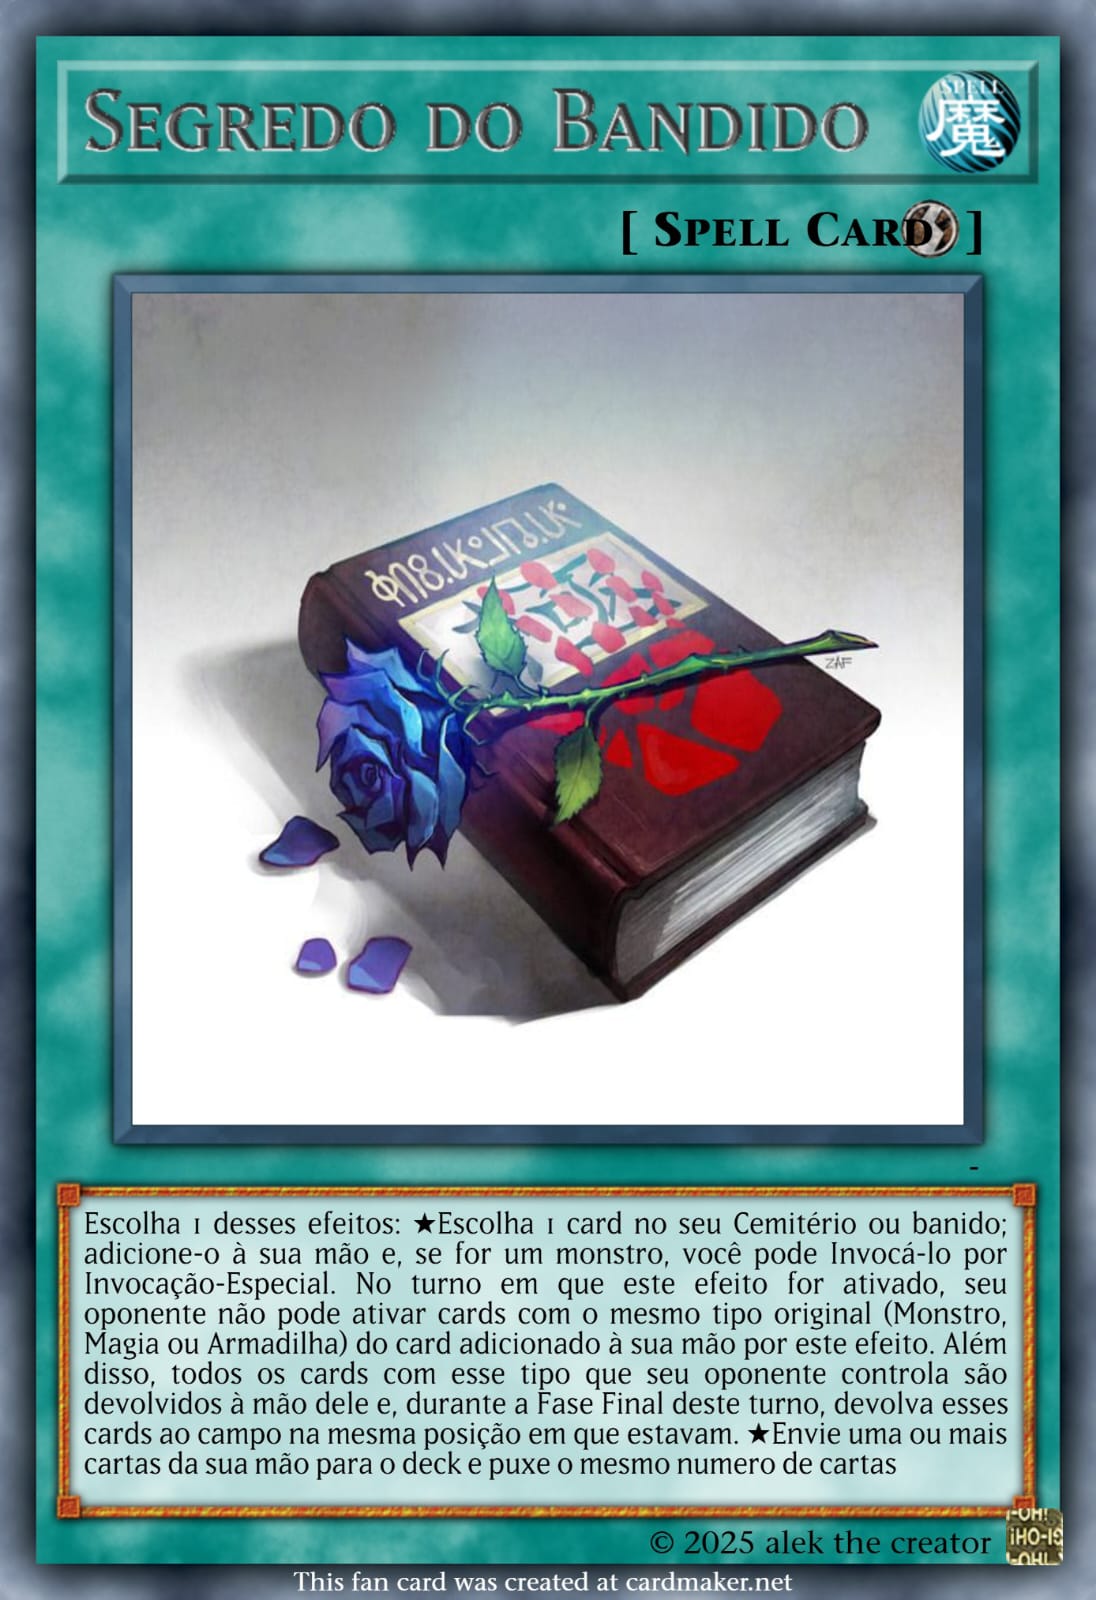 SEGREDO DO BANDIDO
SPELL
魔
[ SPELL CARD ]
ZAF
-
Escolha 1 desses efeitos: ★Escolha 1 card no seu Cemitério ou banido;
adicione-o à sua mão e, se for um monstro, você pode Invocá-lo por
Invocação-Especial. No turno em que este efeito for ativado, seu
oponente não pode ativar cards com o mesmo tipo original (Monstro,
Magia ou Armadilha) do card adicionado à sua mão por este efeito. Além
disso, todos os cards com esse tipo que seu oponente controla são
devolvidos à mão dele e, durante a Fase Final deste turno, devolva esses
cards ao campo na mesma posição em que estavam. ★Envie uma ou mais
cartas da sua mão para o deck e puxe o mesmo numero de cartas
© 2025 alek the creator
This fan card was created at cardmaker.net